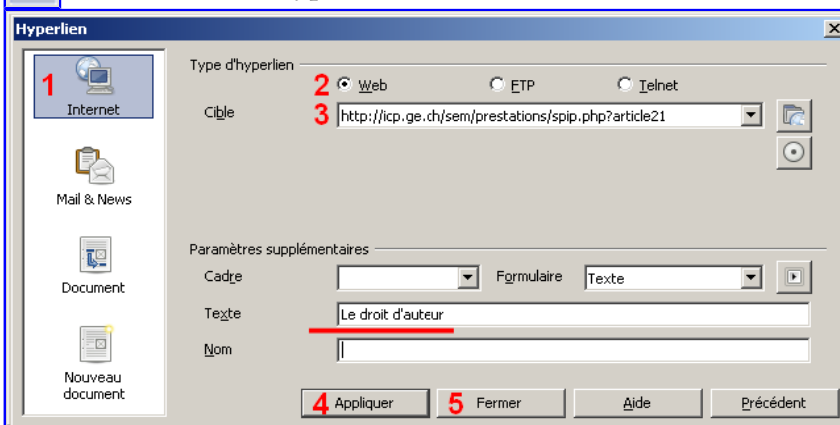 Hyperlien
1
Internet
Mail & News
Document
Nouveau
document
Type d'hyperlien
2 Web FTP Telnet
Cible 3 http://icp.ge.ch/sem/prestations/spip.php?article21
Paramètres supplémentaires
Cadre Formulaire Texte
Texte Le droit d'auteur
Nom
4 Appliquer 5 Fermer Aide Précédent